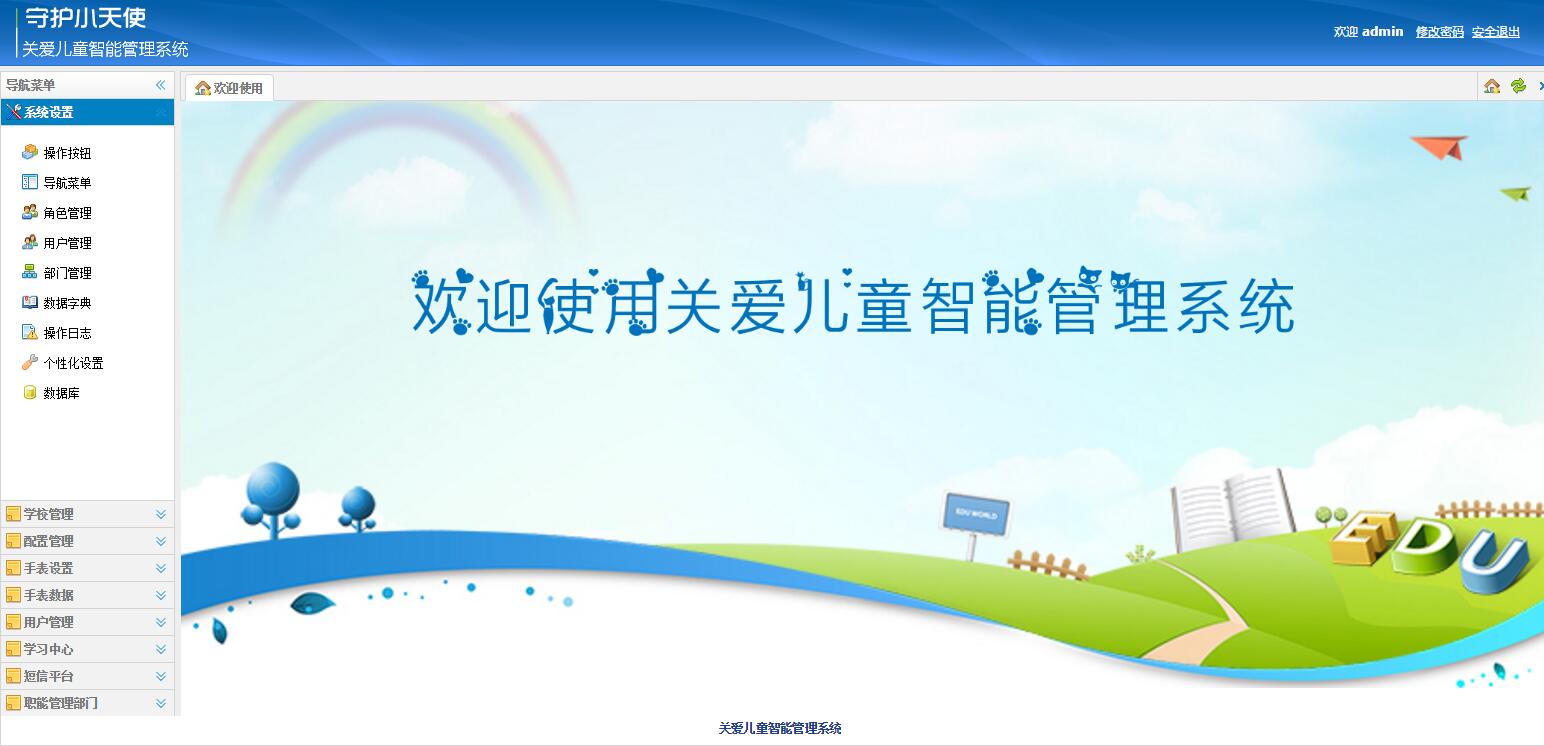 守护小天使
关爱儿童智能管理系统
欢迎 admin 修改密码 安全退出
导航菜单
系统设置
操作按钮
导航菜单
角色管理
用户管理
部门管理
数据字典
操作日志
个性化设置
数据库
学校管理
配置管理
手表设置
手表数据
用户管理
学习中心
短信平台
职能管理部门
欢迎使用
欢迎使用关爱儿童智能管理系统
EDU WORLD
EDU
关爱儿童智能管理系统